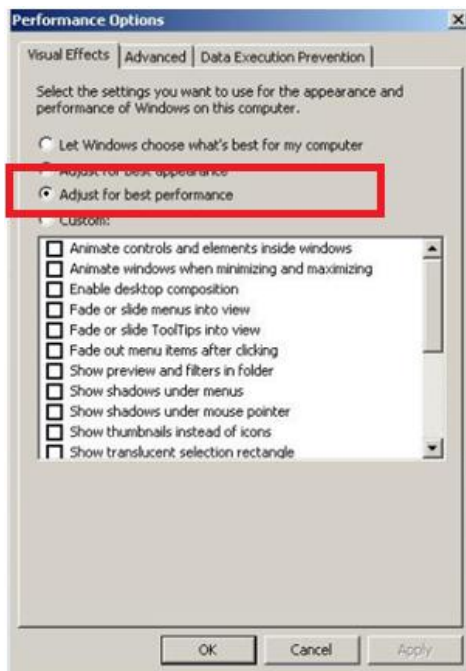 Performance Options
Visual Effects Advanced Data Execution Prevention
Select the settings you want to use for the appearance and
performance of Windows on this computer.
Let Windows choose what's best for my computer
Adjust for best appearance
Adjust for best performance
Custom:
Animate controls and elements inside windows
Animate windows when minimizing and maximizing
Enable desktop composition
Fade or slide menus into view
Fade or slide ToolTips into view
Fade out menu items after clicking
Show preview and filters in folder
Show shadows under menus
Show shadows under mouse pointer
Show thumbnails instead of icons
Show translucent selection rectangle
OK Cancel Apply